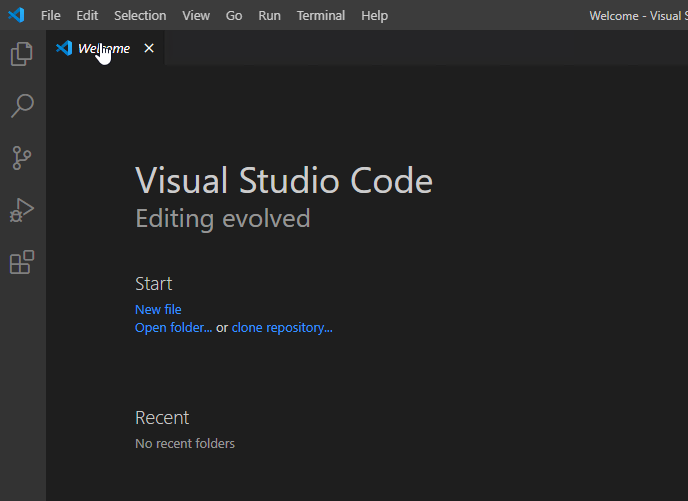 File Edit Selection View Go Run Terminal Help Welcome - Visual S
Welcome
Visual Studio Code
Editing evolved
Start
New file
Open folder... or clone repository...
Recent
No recent folders